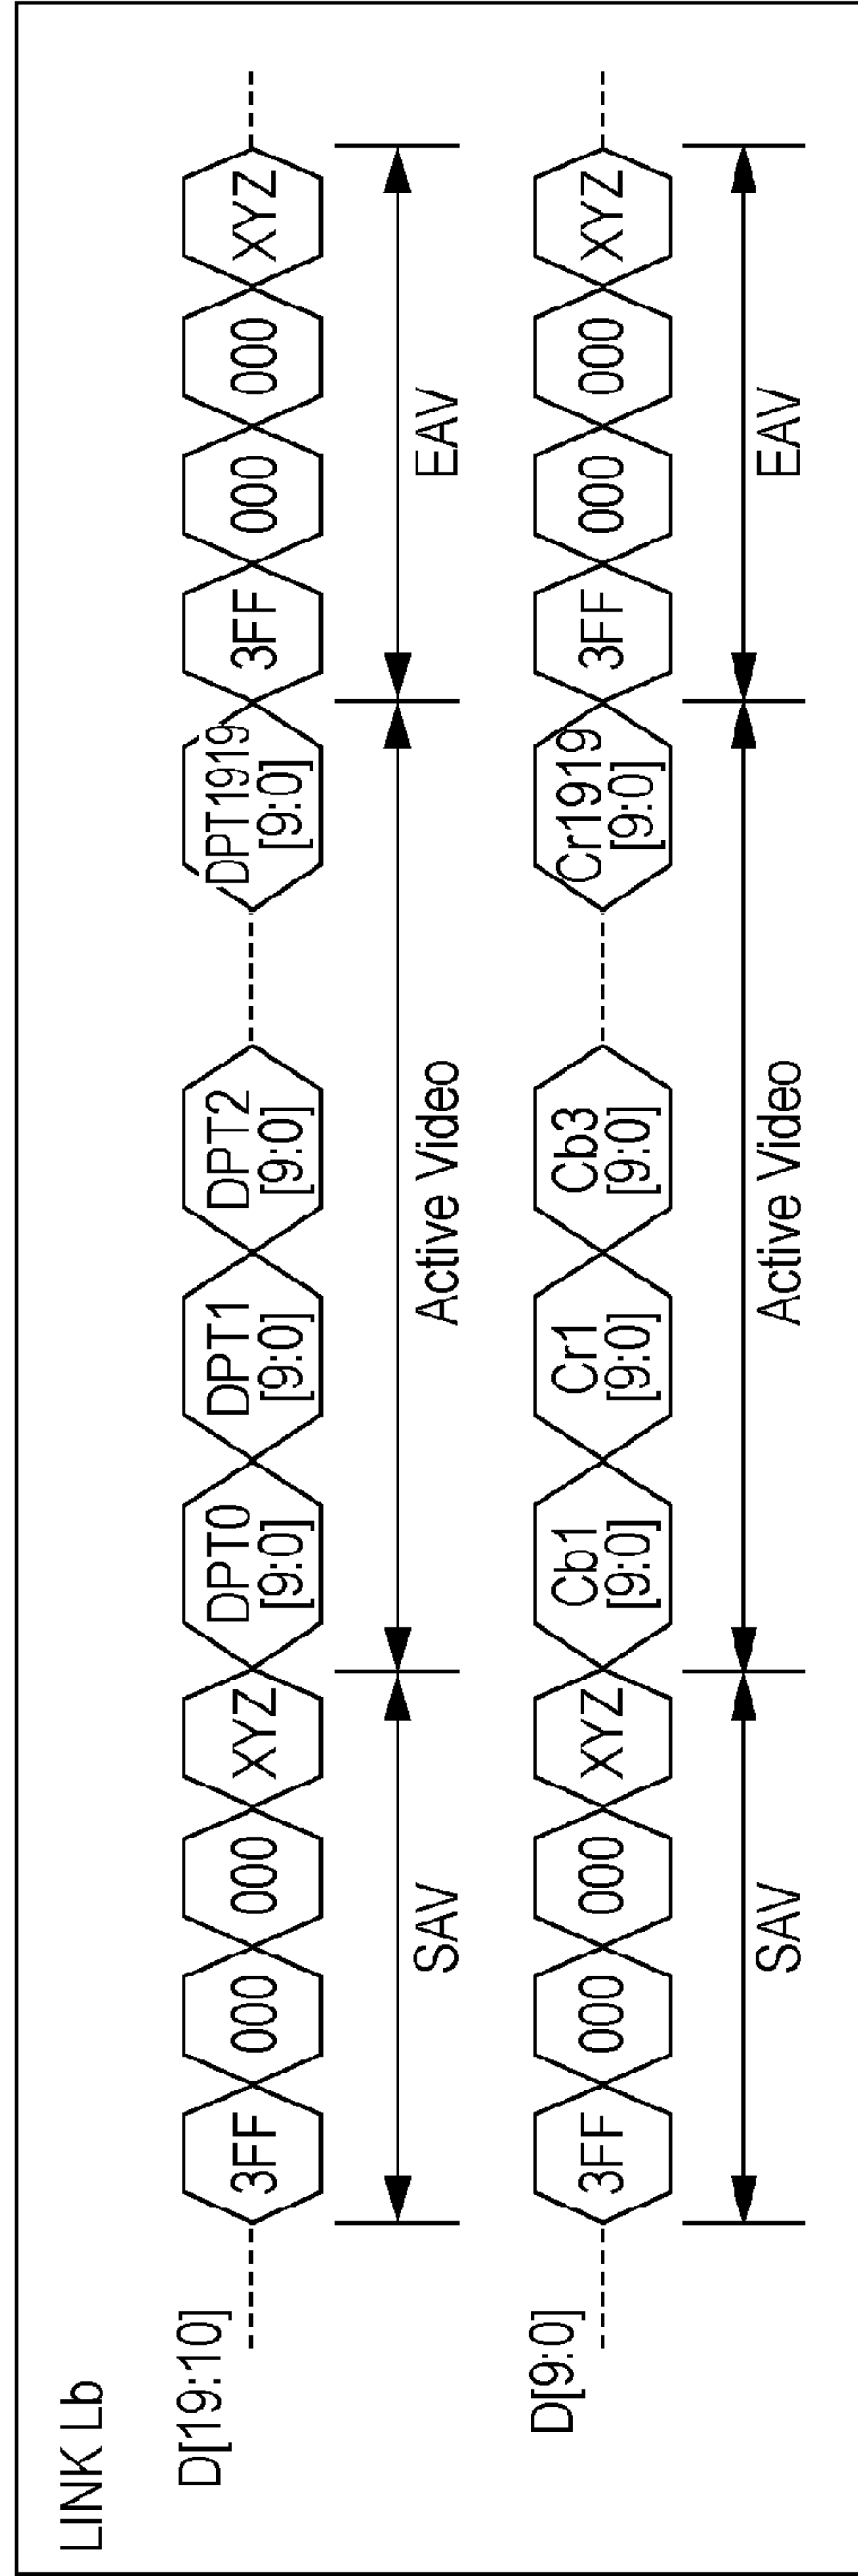 LINK Lb
D[19:10]
3FF 000 000 XYZ DPT0 [9:0] DPT1 [9:0] DPT2 [9:0] DPT1919 [9:0] 3FF 000 000 XYZ
SAV Active Video EAV
D[9:0]
3FF 000 000 XYZ Cb1 [9:0] Cr1 [9:0] Cb3 [9:0] Cr1919 [9:0] 3FF 000 000 XYZ
SAV Active Video EAV